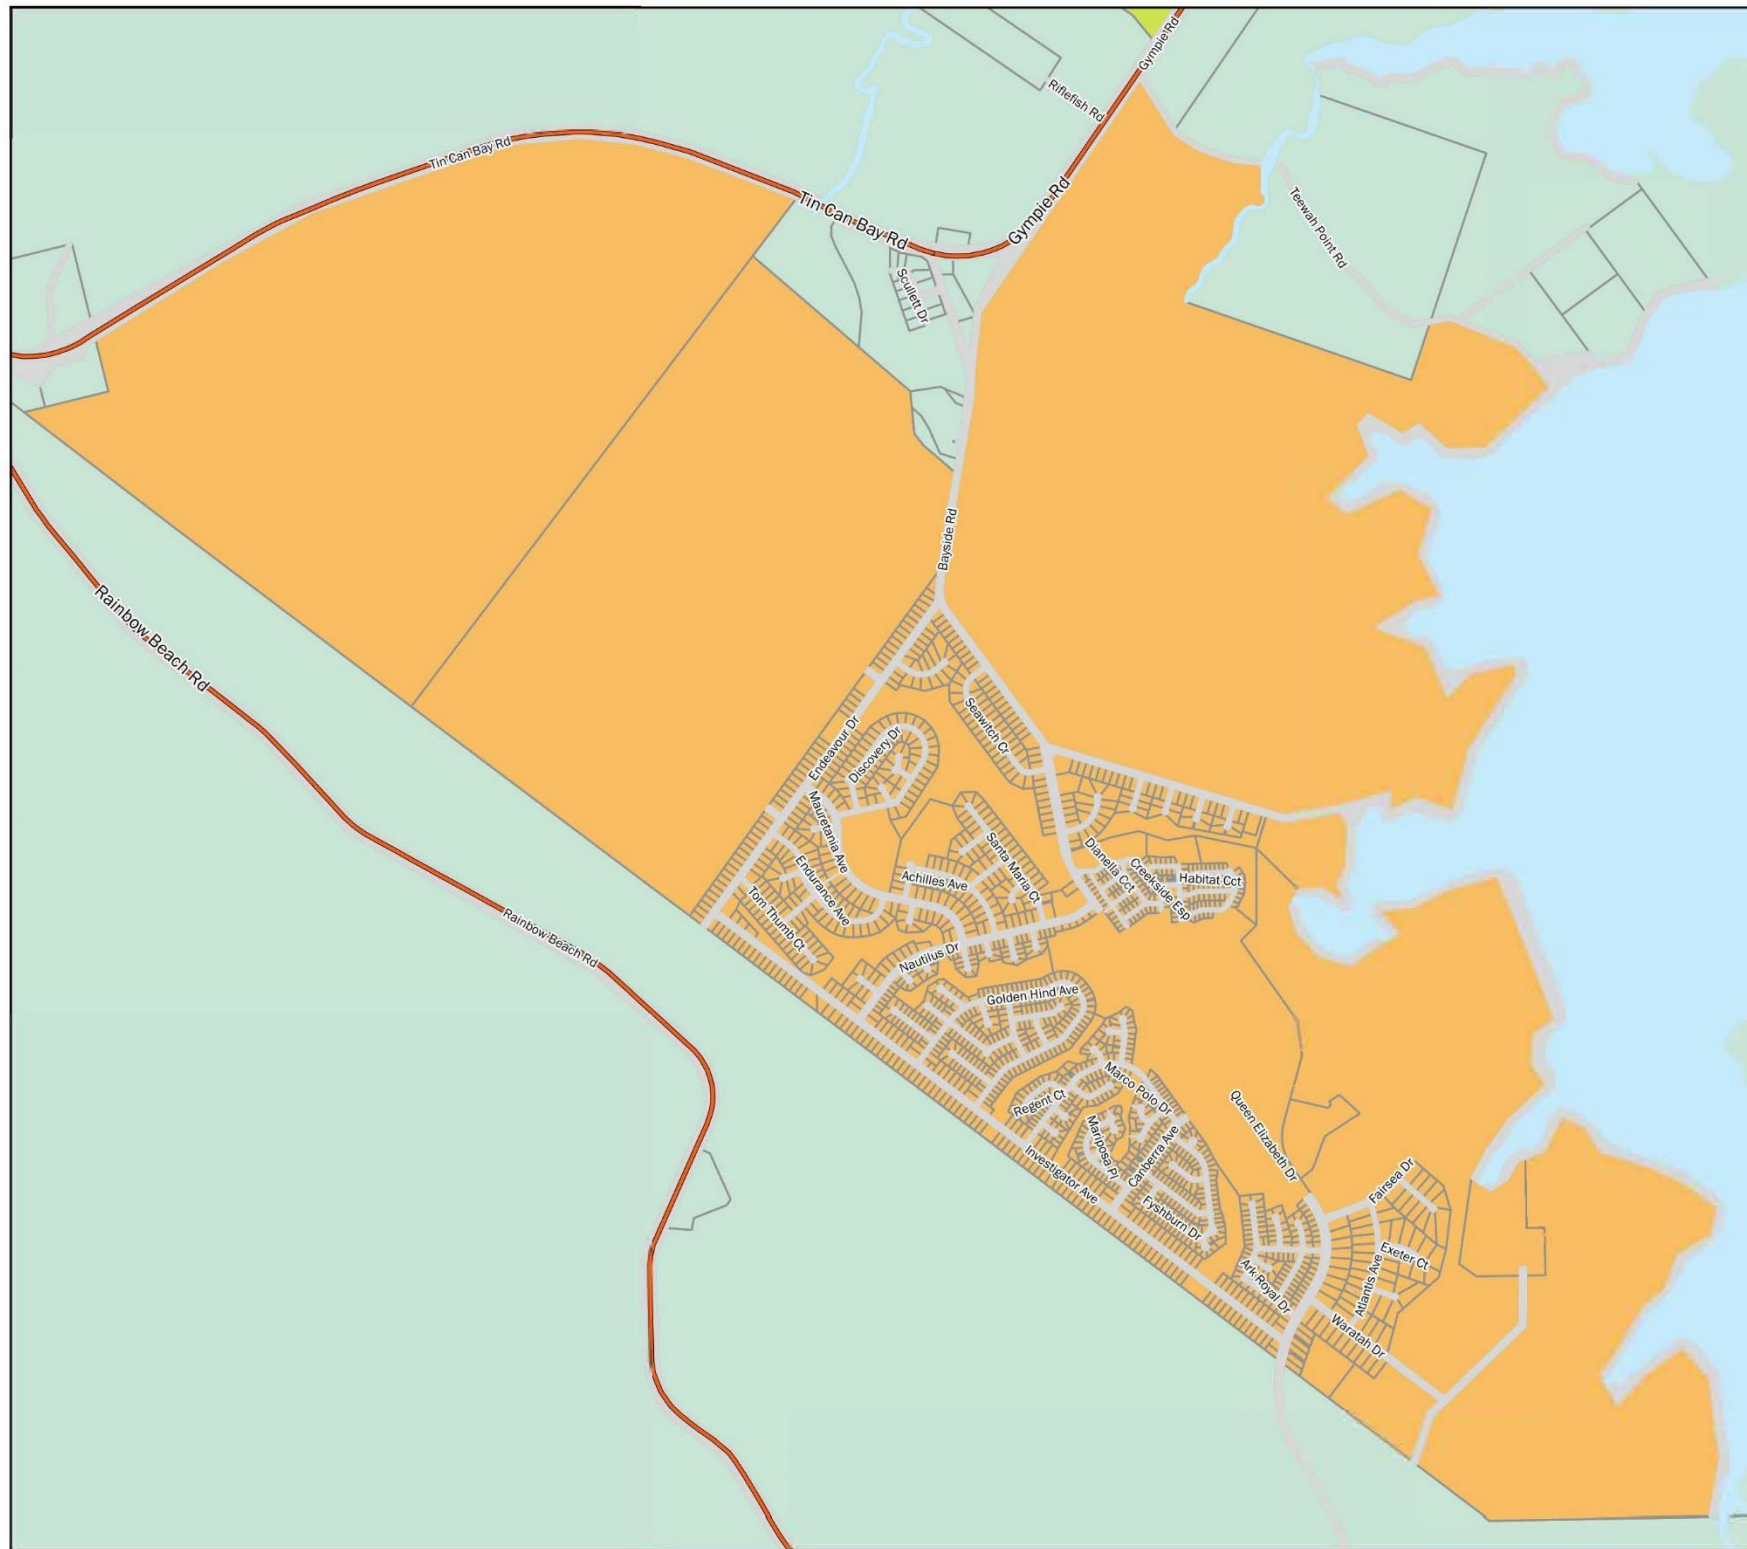 Gympie Rd
Riflefish Rd
Tin Can Bay Rd
Tin Can Bay Rd
Gympie Rd
Teewah Point Rd
Scullett Dr
Bayside Rd
Rainbow Beach Rd
Seawitch Cr
Endeavour Dr
Discovery Dr
Mauretania Ave
Santa Maria Ct
Dianella Cct
Creekside Esp
Habitat Cct
Achilles Ave
Endurance Ave
Tom Thumb Ct
Rainbow Beach Rd
Nautilus Dr
Golden Hind Ave
Marco Polo Dr
Regent Ct
Queen Elizabeth Dr
Mariposa Pl
Canberra Ave
Investigator Ave
Fairsea Dr
Fyshburn Dr
Exeter Ct
Ark Royal Dr
Atlantis Ave
Waratah Dr